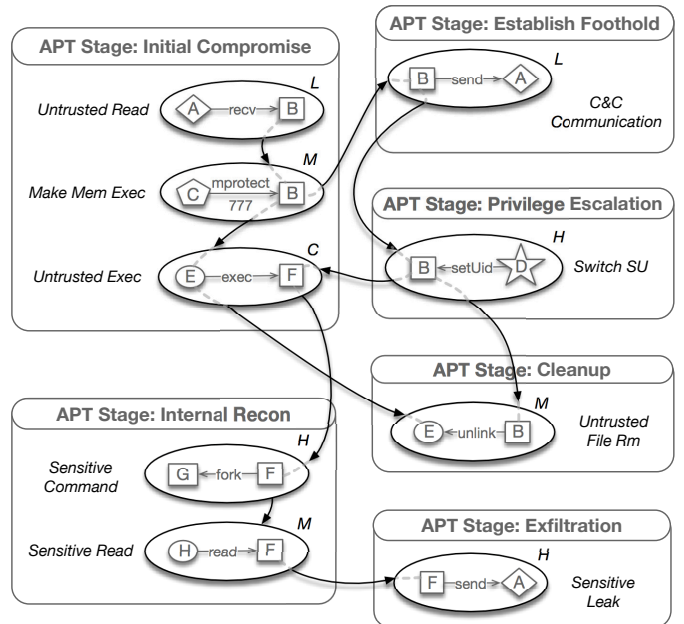 APT Stage: Initial Compromise
L
Untrusted Read
A recv B
M
Make Mem Exec
C mprotect B
777
C
Untrusted Exec
E exec F
APT Stage: Establish Foothold
L
B send A
C&C
Communication
APT Stage: Privilege Escalation
H
B setUid D
Switch SU
APT Stage: Cleanup
M
E unlink B
Untrusted
File Rm
APT Stage: Internal Recon
H
Sensitive
Command
G fork F
M
Sensitive Read
H read F
APT Stage: Exfiltration
H
F send A
Sensitive
Leak